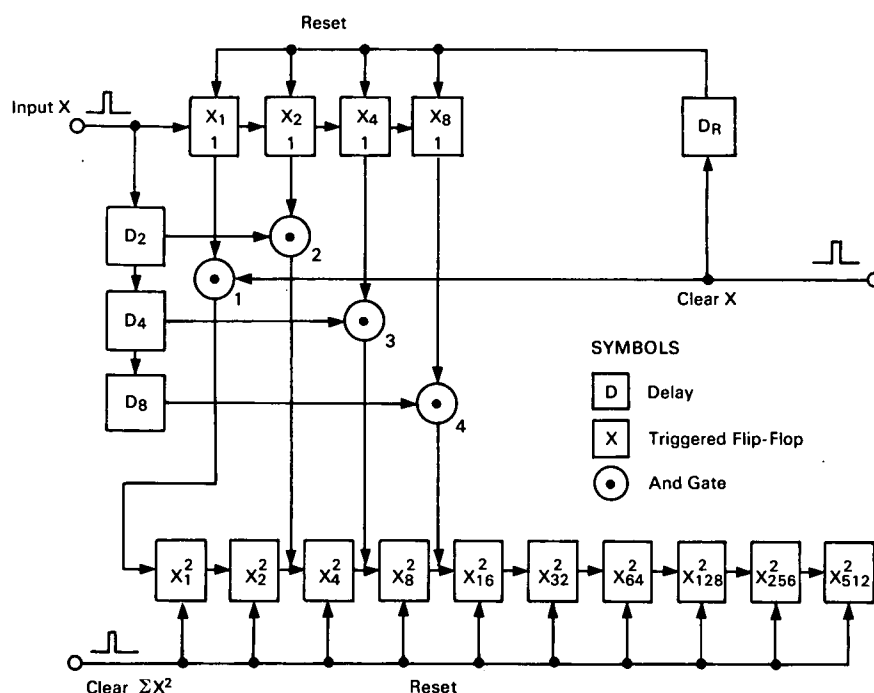 Reset
Input X
X₁ 1
X₂ 1
X₄ 1
X₈ 1
D_R
D₂
2
1
Clear X
D₄
3
SYMBOLS
D Delay
D₈
4
X Triggered Flip-Flop
And Gate
X²₁
X²₂
X²₄
X²₈
X²₁₆
X²₃₂
X²₆₄
X²₁₂₈
X²₂₅₆
X²₅₁₂
Clear ΣX²
Reset